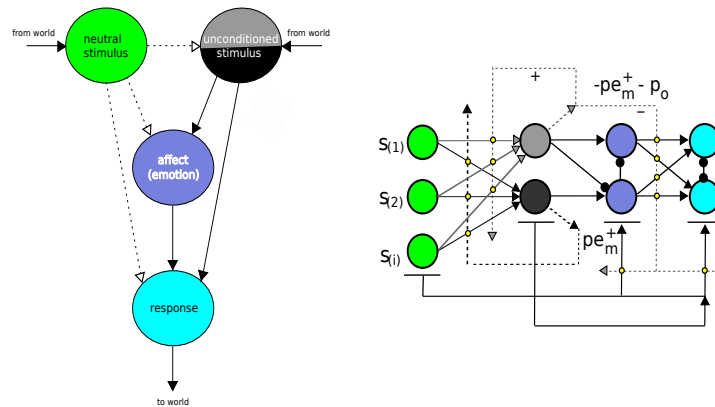 from world
neutral
stimulus
unconditioned
stimulus
from world
affect
(emotion)
response
to world
+
-pe⁺ₘ- pₒ
−
S(1)
S(2)
S(i)
pe⁺ₘ